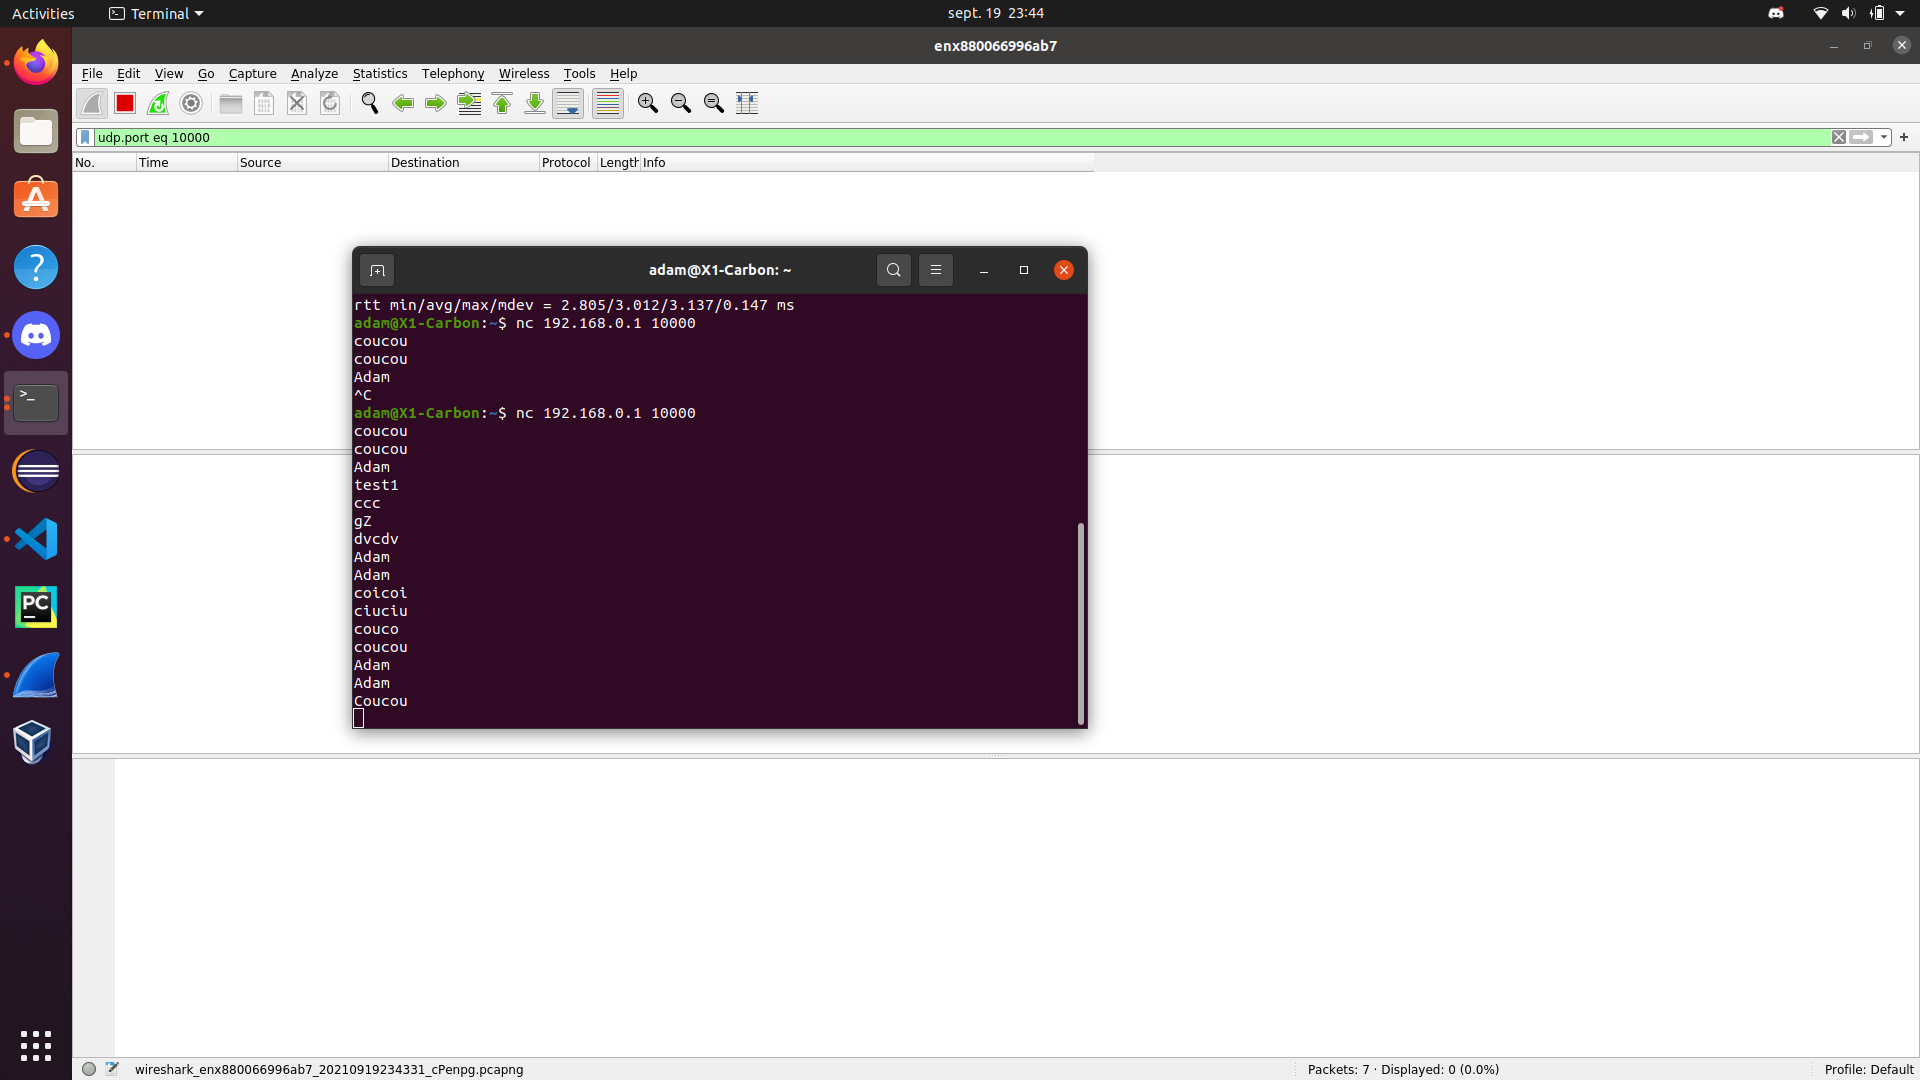 Activities
Terminal
sept. 19 23:44
enx880066996ab7
File Edit View Go Capture Analyze Statistics Telephony Wireless Tools Help
udp.port eq 10000
No. Time Source Destination Protocol Length Info
adam@X1-Carbon: ~
rtt min/avg/max/mdev = 2.805/3.012/3.137/0.147 ms
adam@X1-Carbon:~$ nc 192.168.0.1 10000
coucou
coucou
Adam
^C
adam@X1-Carbon:~$ nc 192.168.0.1 10000
coucou
coucou
Adam
test1
ccc
gZ
dvcdv
Adam
Adam
coicoi
ciuciu
couco
coucou
Adam
Adam
Coucou
PC
wireshark_enx880066996ab7_20210919234331_cPenpg.pcapng
Packets: 7 · Displayed: 0 (0.0%)
Profile: Default